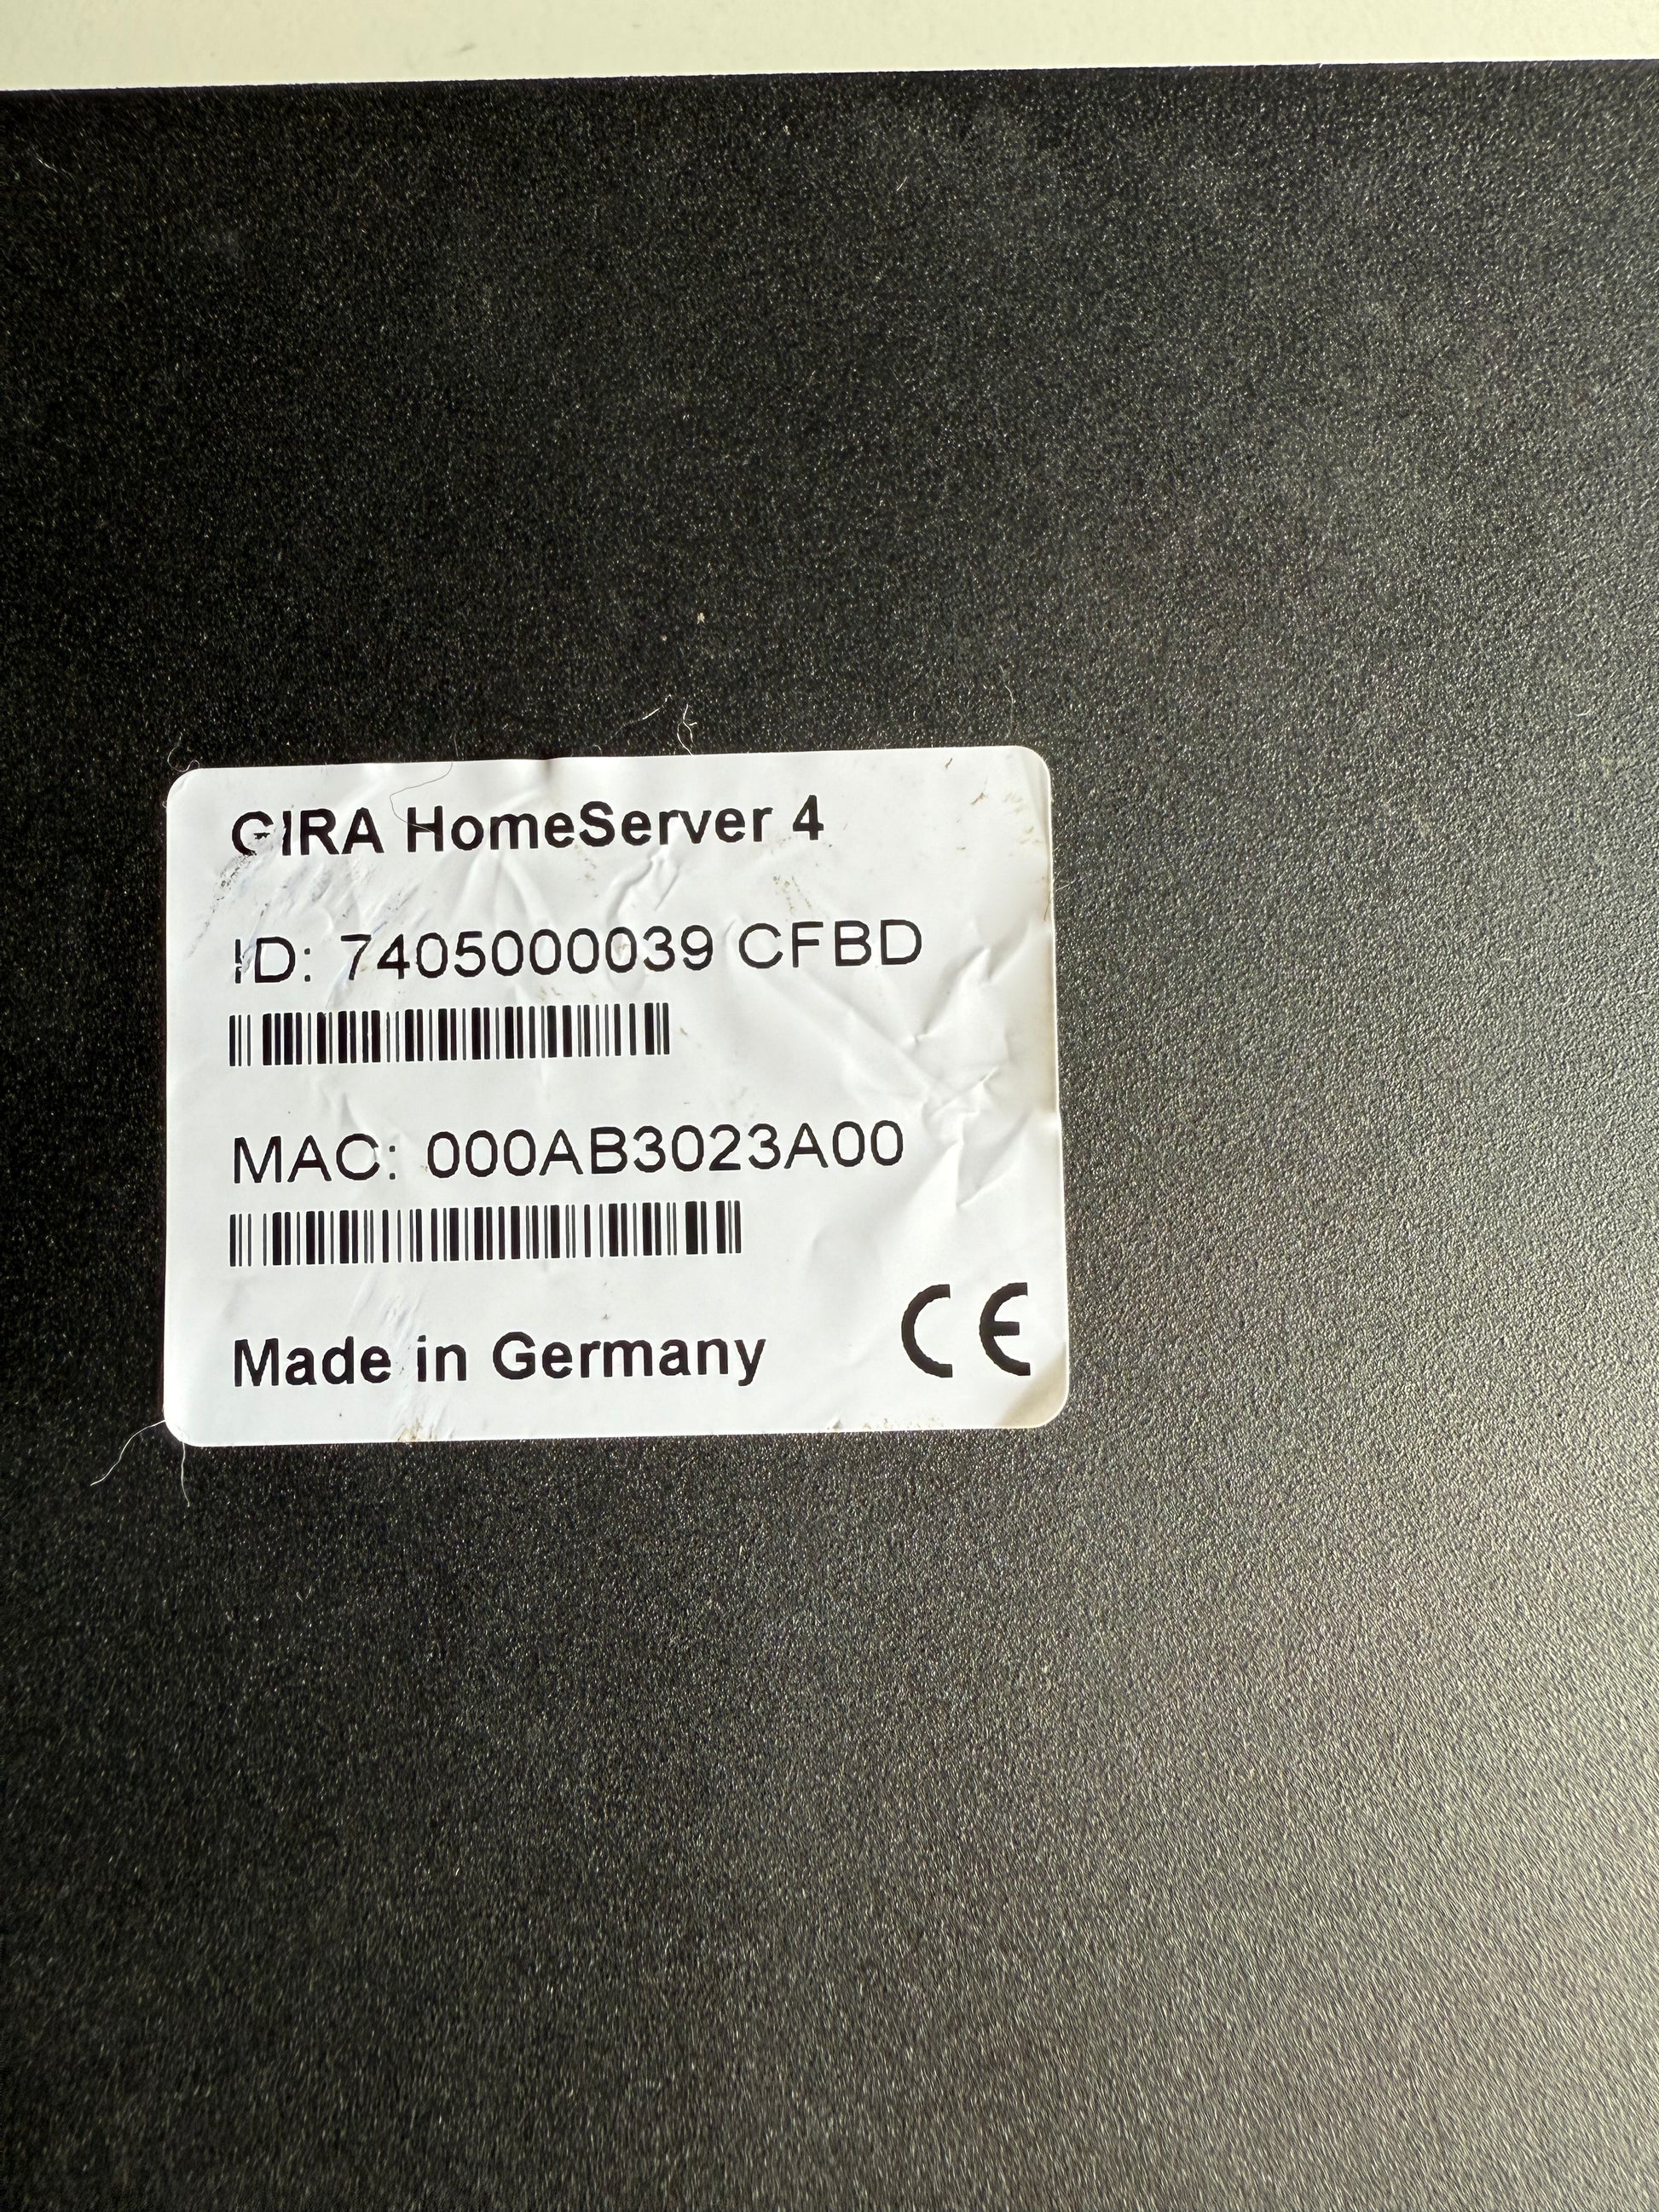 GIRA HomeServer 4
ID: 7405000039 CFBD
MAC: 000AB3023A00
Made in Germany
CE